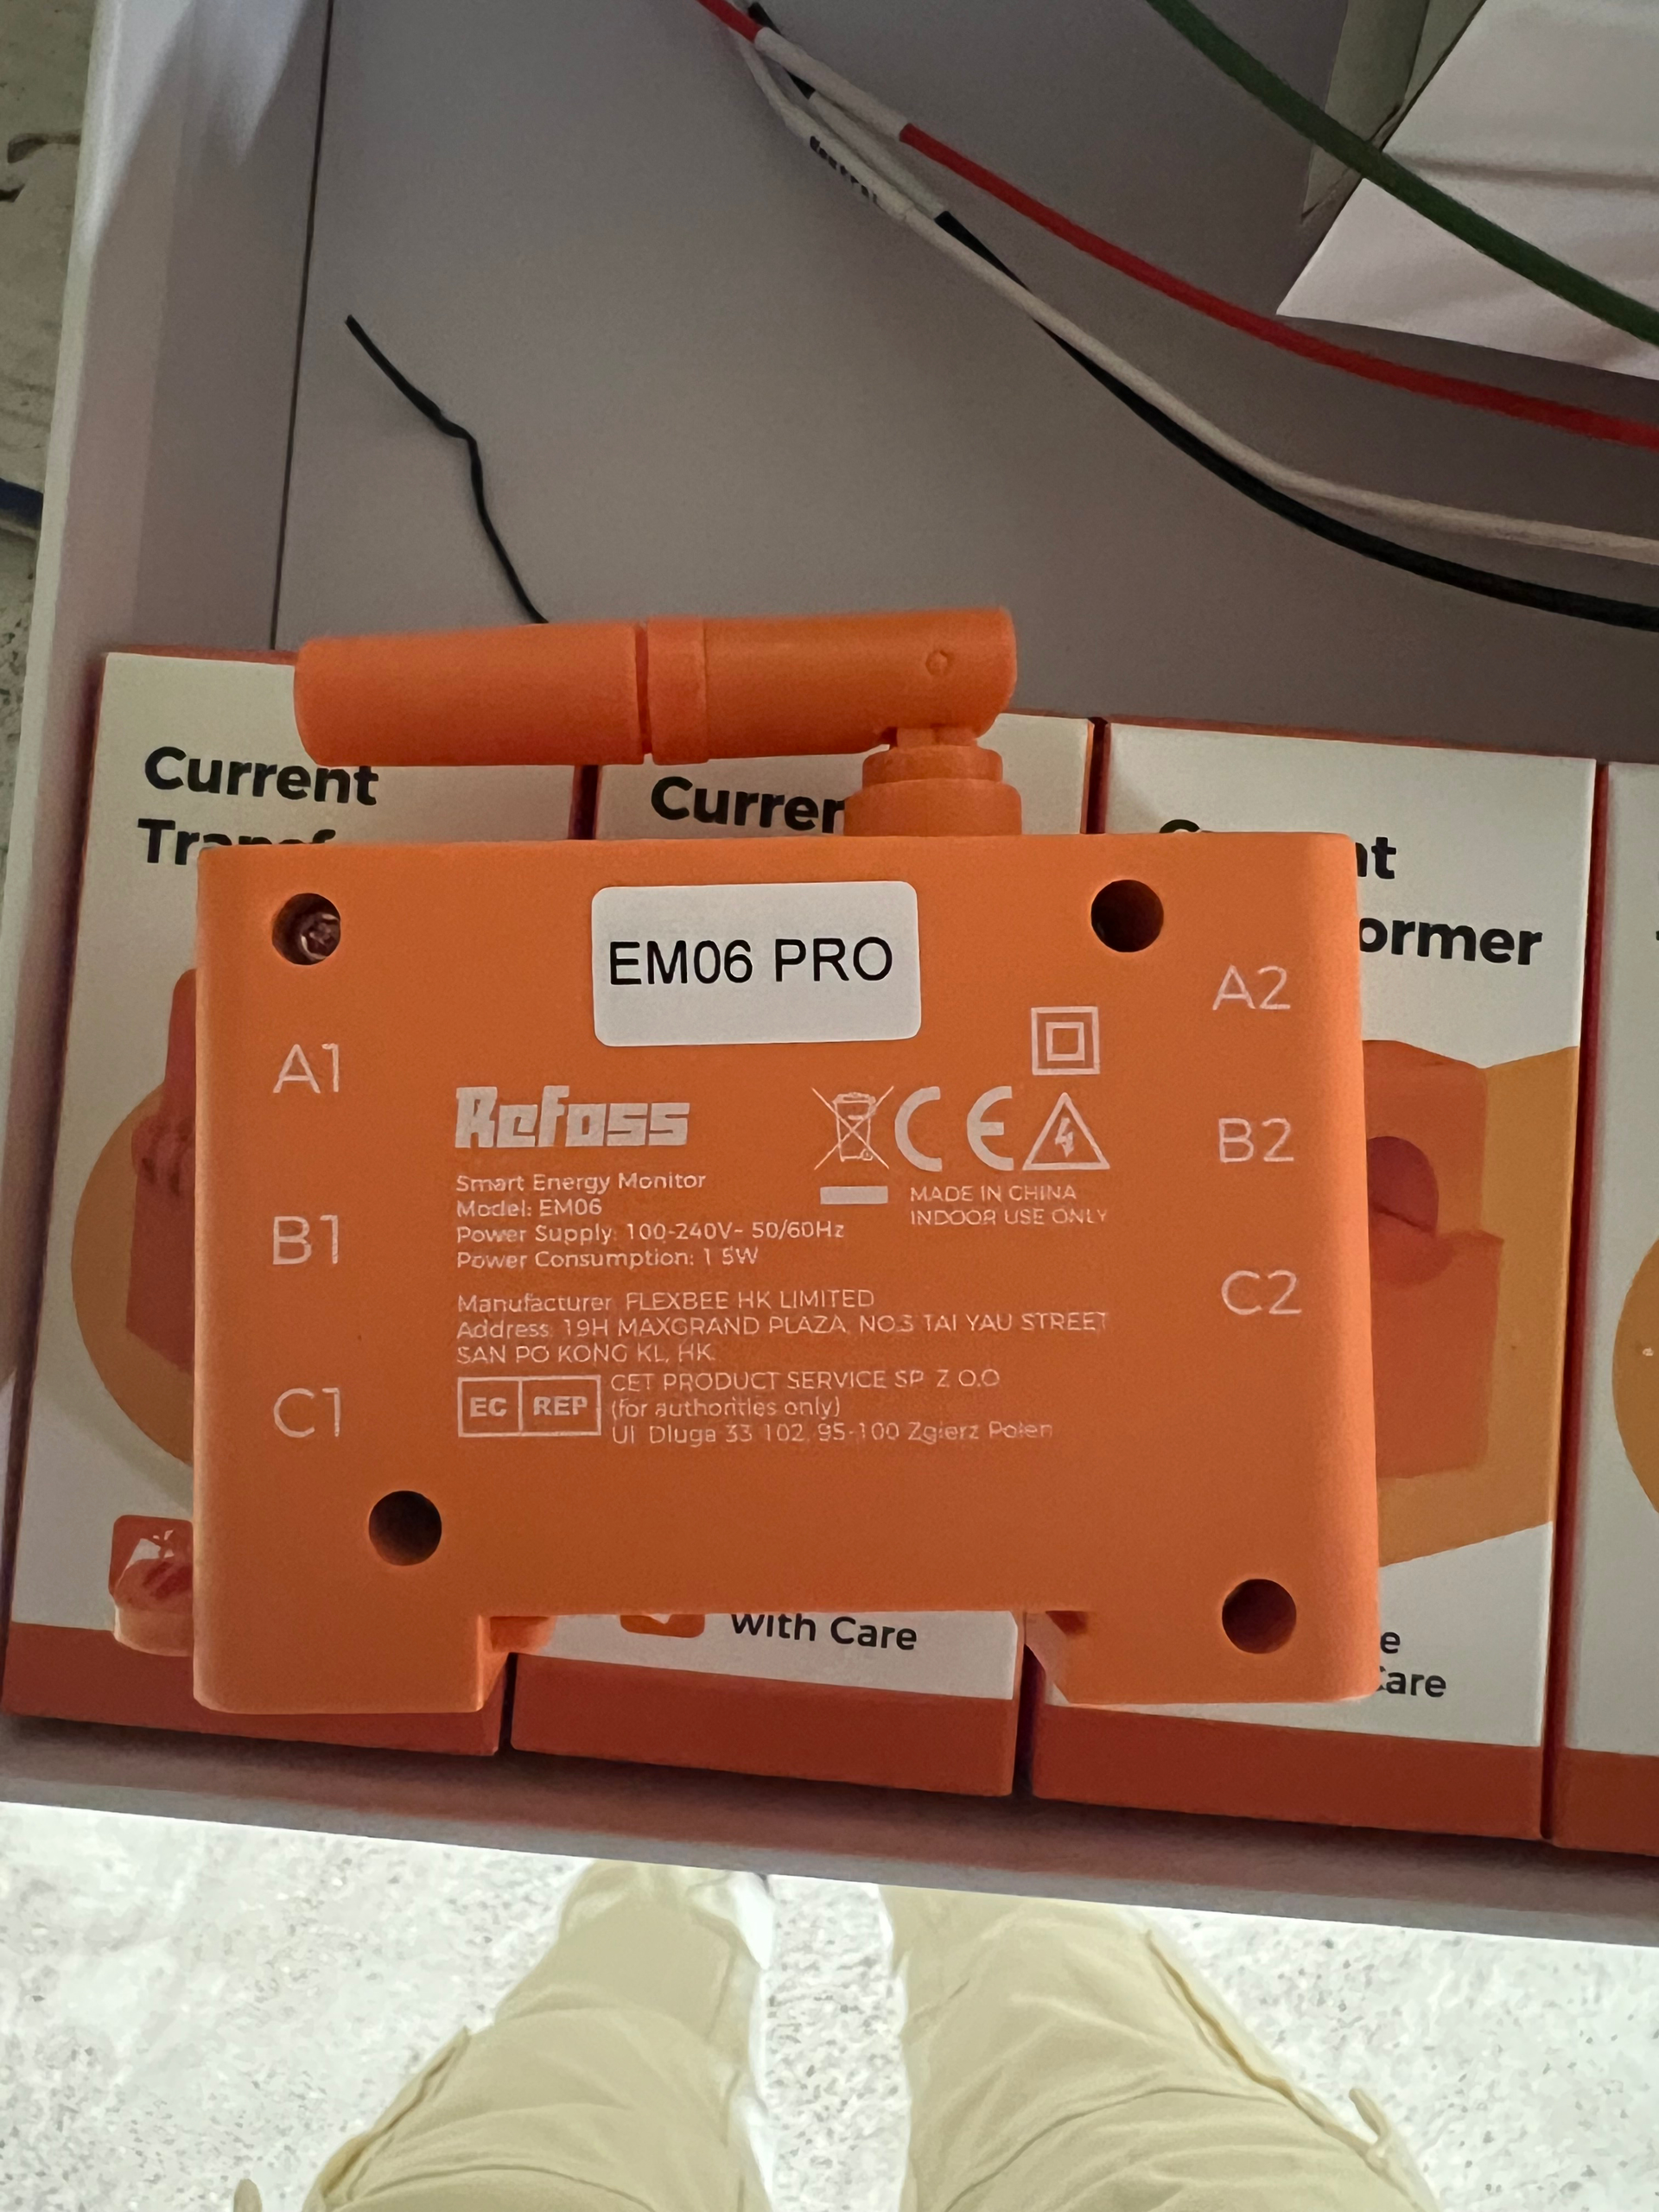 Neutral
Current
Curren
EM06 PRO
ormer
A1
B1
C1
A2
B2
C2
Refoss
CE
Smart Energy Monitor
Model: EM06
Power Supply: 100-240V~ 50/60Hz
Power Consumption: 1 5W
MADE IN CHINA
INDOOR USE ONLY
Manufacturer FLEXBEE HK LIMITED
Address: 19H MAXGRAND PLAZA, NO.3 TAI YAU STREET
SAN PO KONG KL, HK
EC REP
CET PRODUCT SERVICE SP Z O.O
(for authorities only)
Ul Dluga 33 102, 95-100 Zgierz Polen
with Care
Care